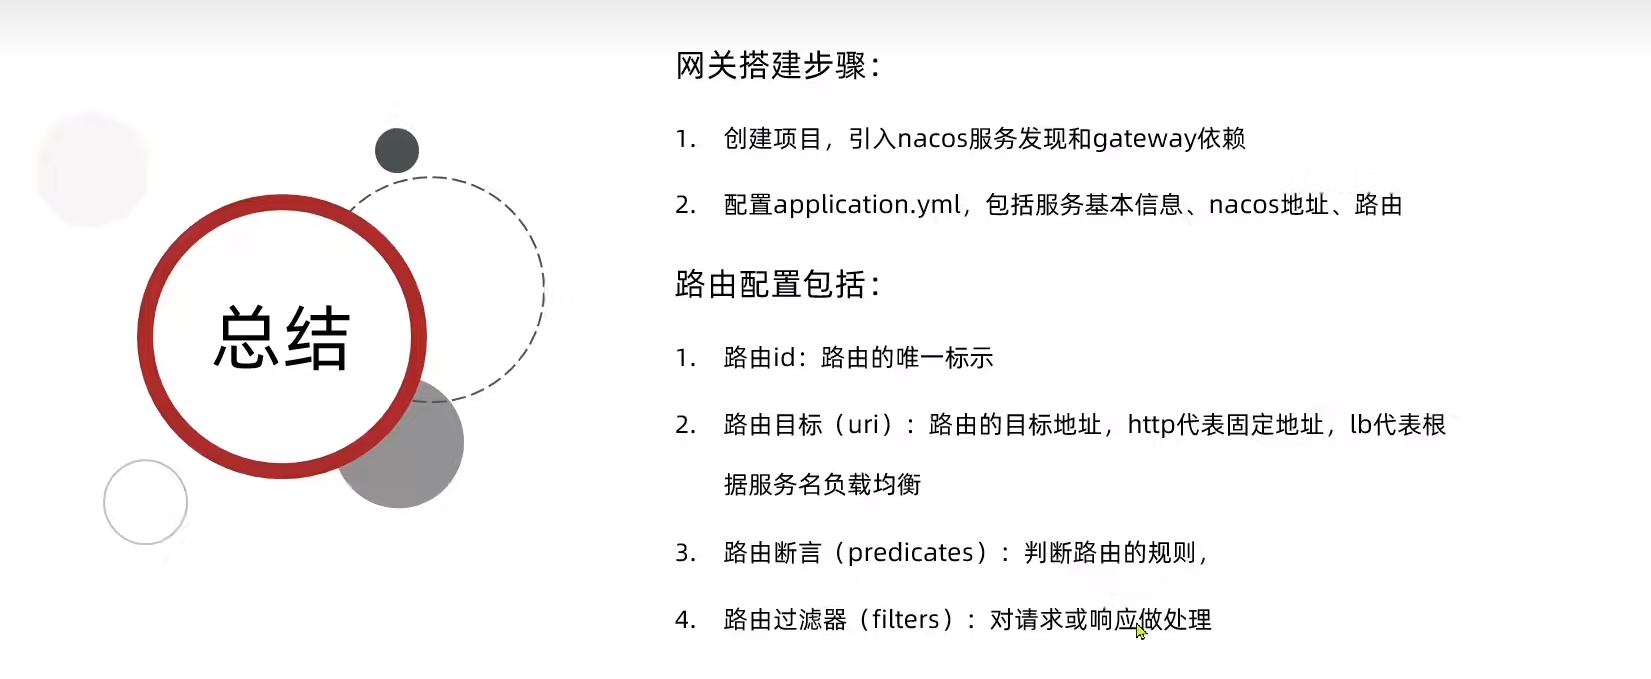 总结
网关搭建步骤：
1. 创建项目，引入nacos服务发现和gateway依赖
2. 配置application.yml，包括服务基本信息、nacos地址、路由
路由配置包括：
1. 路由id：路由的唯一标示
2. 路由目标（uri）：路由的目标地址，http代表固定地址，lb代表根
据服务名负载均衡
3. 路由断言（predicates）：判断路由的规则，
4. 路由过滤器（filters）：对请求或响应做处理